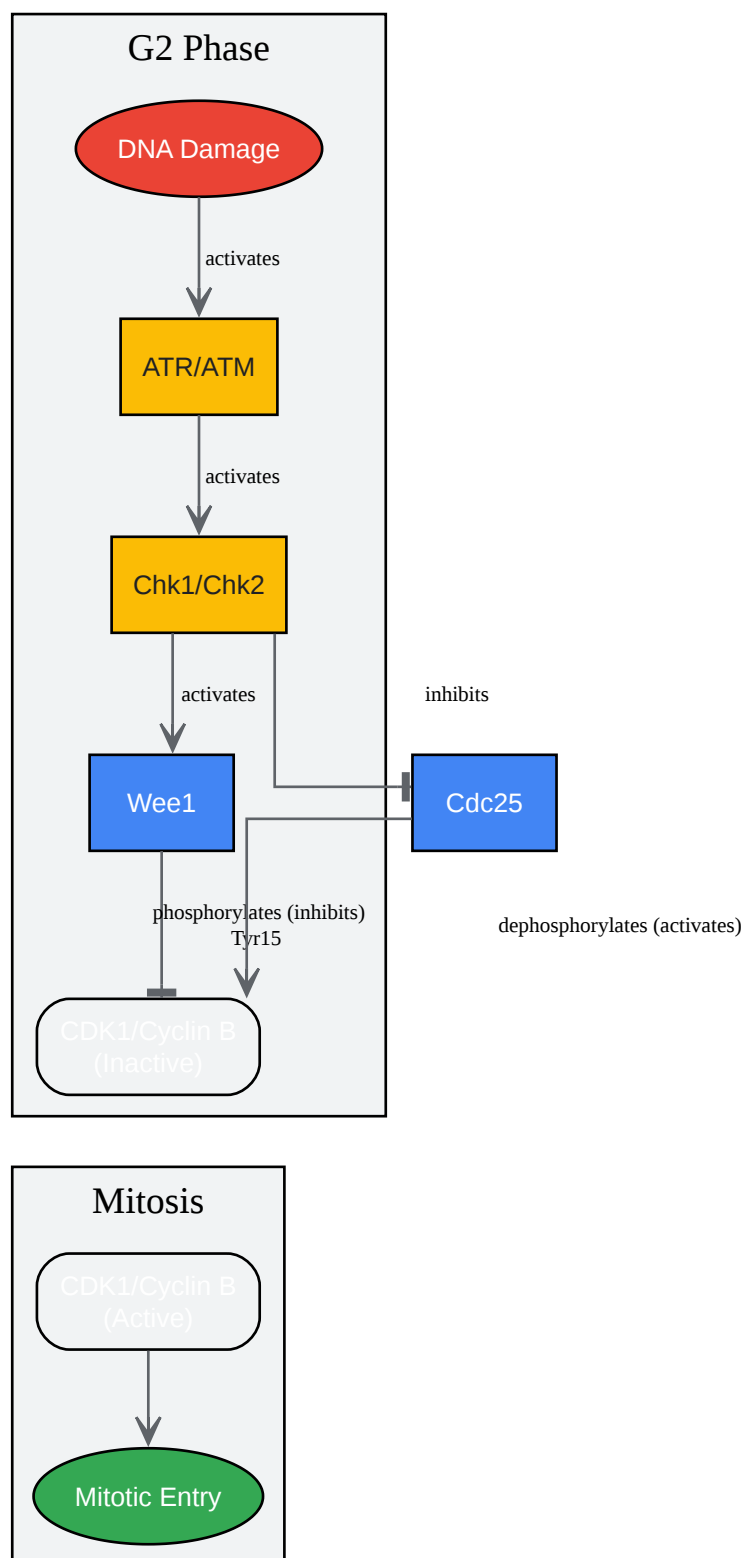 G2 Phase
DNA Damage
activates
ATR/ATM
activates
Chk1/Chk2
activates
inhibits
Wee1
Cdc25
phosphorylates (inhibits)
Tyr15
dephosphorylates (activates)
CDK1/Cyclin B
(Inactive)
Mitosis
CDK1/Cyclin B
(Active)
Mitotic Entry